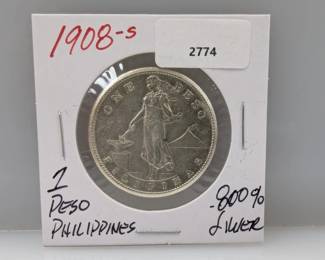 1908-s
2774
ONE PESO
FILIPINAS
1
PESO
PHILIPPINES
.800%
SILVER